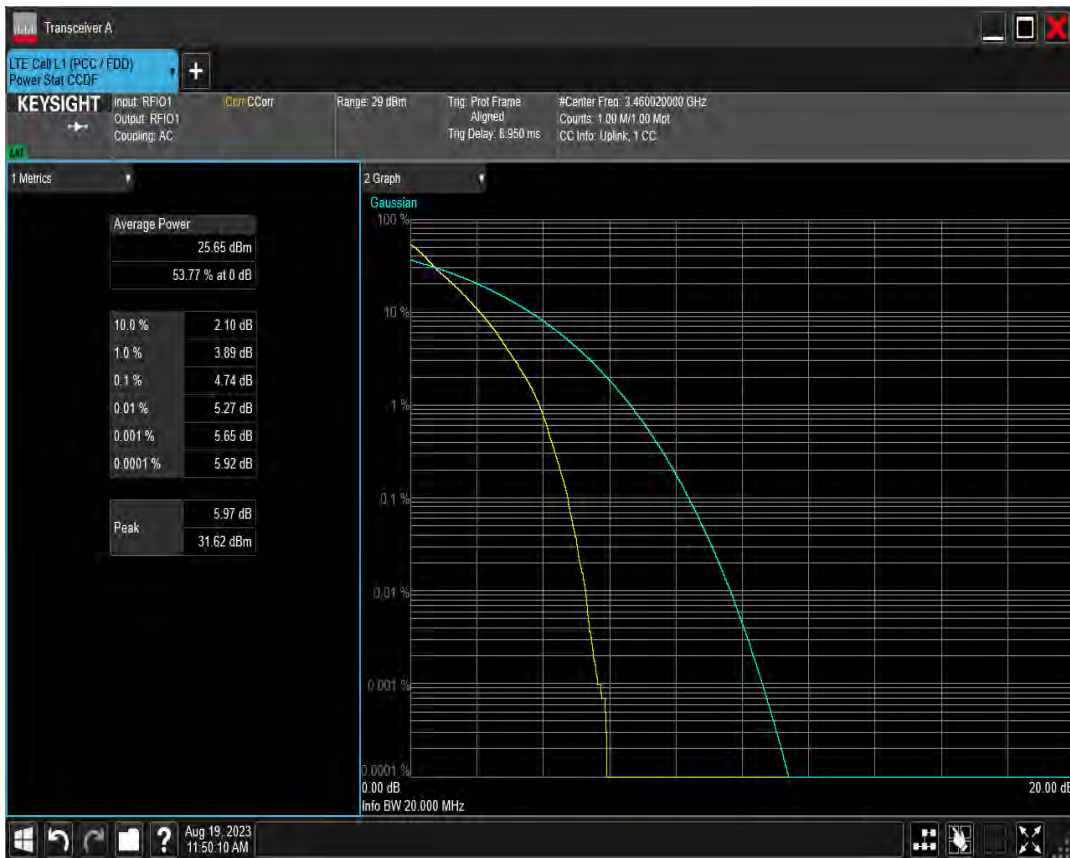 Transceiver A
LTE Cell L1 (PCC / FDD)
Power Stat CCDF
KEYSIGHT
Input: RFIO1
Output: RFIO1
Coupling: AC
Corr CCorr
Range: 29 dBm
Trig: Prot Frame
Aligned
Trig Delay: 8.950 ms
#Center Freq: 3.460020000 GHz
Counts: 1.00 M/1.00 Mpt
CC Info: Uplink, 1 CC
1 Metrics
Average Power
25.65 dBm
53.77 % at 0 dB
10.0 % 2.10 dB
1.0 % 3.89 dB
0.1 % 4.74 dB
0.01 % 5.27 dB
0.001 % 5.65 dB
0.0001 % 5.92 dB
Peak
5.97 dB
31.62 dBm
2 Graph
Gaussian
100 %
10 %
1 %
0.1 %
0.01 %
0.001 %
0.0001 %
0.00 dB
20.00 dB
Info BW 20.000 MHz
Aug 19, 2023
11:50:10 AM